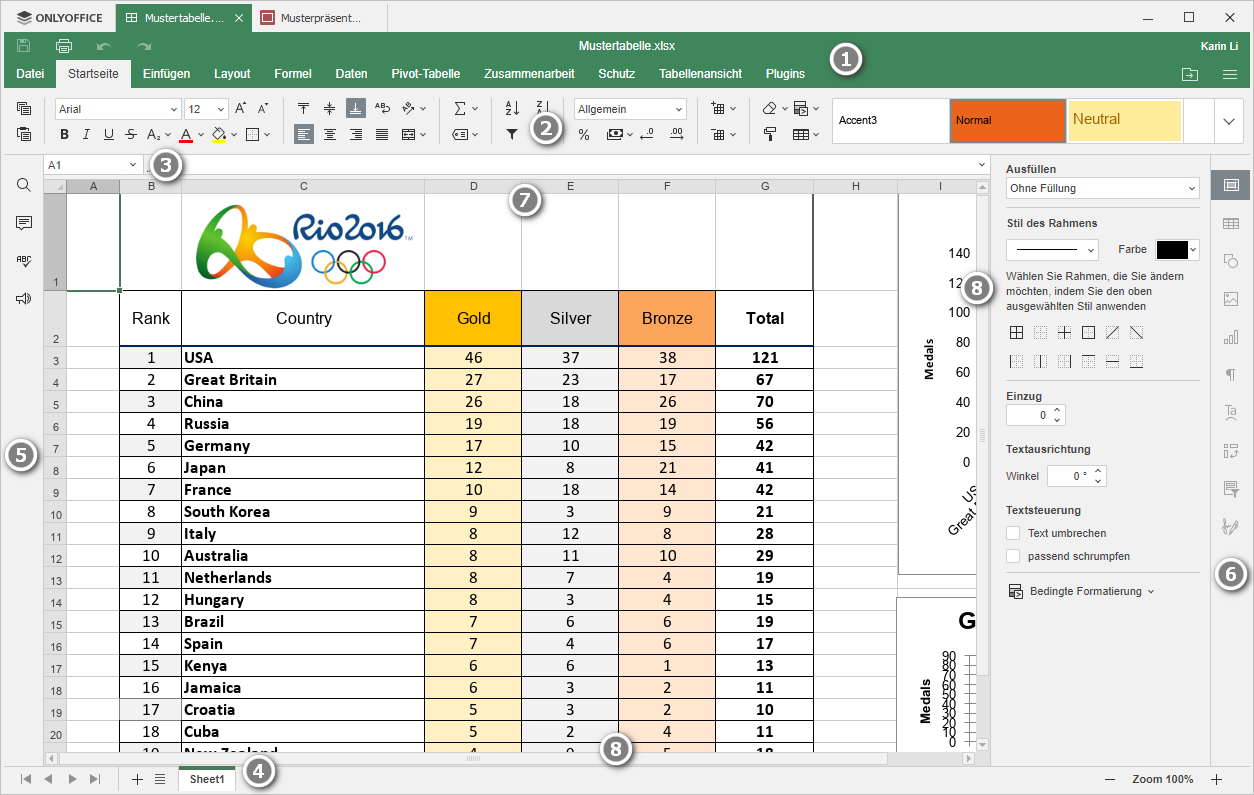 ONLYOFFICE Mustertabelle.... Musterpräsent...
Mustertabelle.xlsx Karin Li
Datei Startseite Einfügen Layout Formel Daten Pivot-Tabelle Zusammenarbeit Schutz Tabellenansicht Plugins 1
Arial 12 Allgemein
Accent3 Normal Neutral
2
A1 3
A B C D E F G H I
7
Rio2016™
1
2 Rank Country Gold Silver Bronze Total
3 1 USA 46 37 38 121
4 2 Great Britain 27 23 17 67
5 3 China 26 18 26 70
6 4 Russia 19 18 19 56
7 5 Germany 17 10 15 42
8 6 Japan 12 8 21 41
9 7 France 10 18 14 42
10 8 South Korea 9 3 9 21
11 9 Italy 8 12 8 28
12 10 Australia 8 11 10 29
13 11 Netherlands 8 7 4 19
14 12 Hungary 8 3 4 15
15 13 Brazil 7 6 6 19
16 14 Spain 7 4 6 17
17 15 Kenya 6 6 1 13
18 16 Jamaica 6 3 2 11
19 17 Croatia 5 3 2 10
20 18 Cuba 5 2 4 11
5
8
140
100
80
60
40
20
0
Medals
US
Great
G
90
80
70
60
50
40
30
20
10
0
Medals
8
Ausfüllen
Ohne Füllung
Stil des Rahmens
Farbe
Wählen Sie Rahmen, die Sie ändern
möchten, indem Sie den oben
ausgewählten Stil anwenden
Einzug
0
Textausrichtung
Winkel 0 °
Textsteuerung
Text umbrechen
passend schrumpfen
Bedingte Formatierung
6
Sheet1 4 Zoom 100%